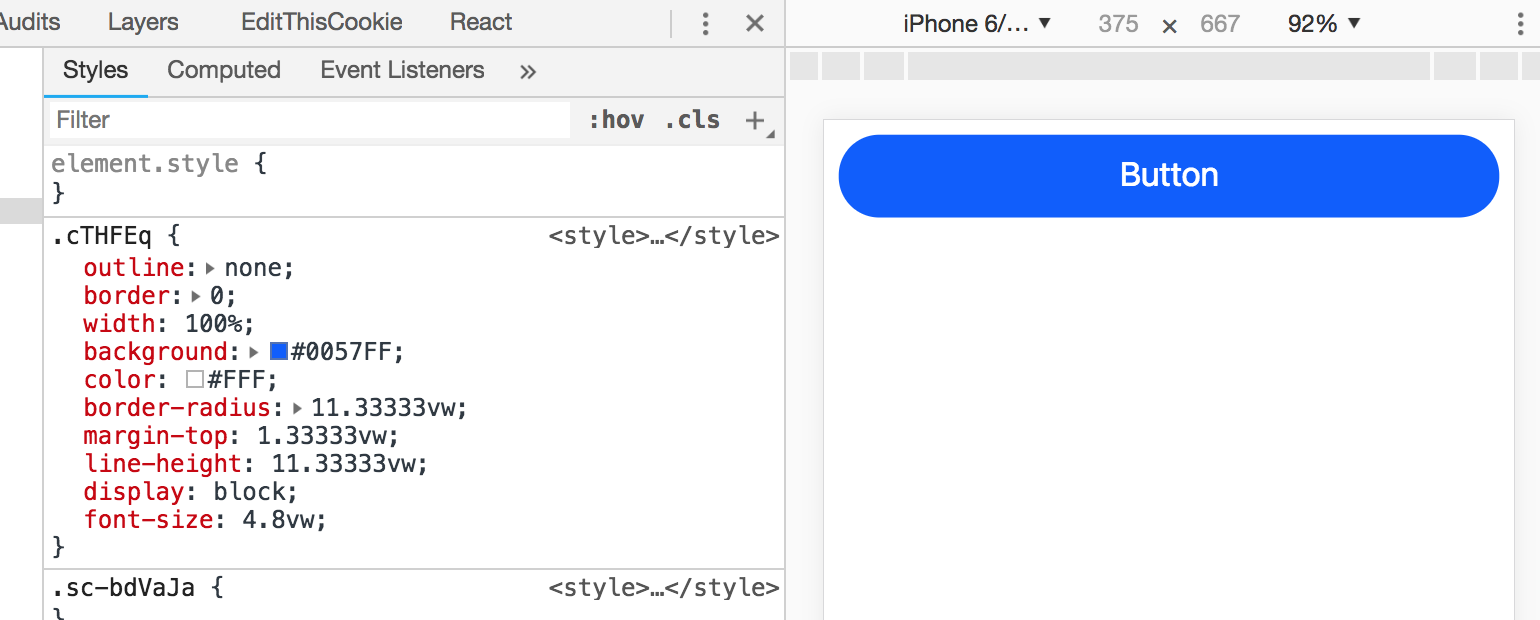 Audits Layers EditThisCookie React
Styles Computed Event Listeners »
Filter :hov .cls +
element.style {
}
.cTHFEq { <style>…</style>
outline: none;
border: 0;
width: 100%;
background: #0057FF;
color: #FFF;
border-radius: 11.33333vw;
margin-top: 1.33333vw;
line-height: 11.33333vw;
display: block;
font-size: 4.8vw;
}
.sc-bdVaJa { <style>…</style>
}
iPhone 6/… 375 × 667 92%
Button